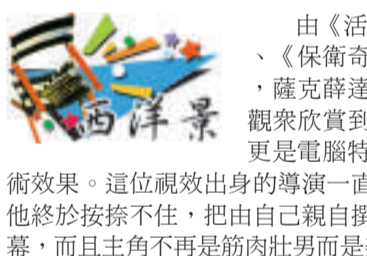 西洋景
由《活
、《保衛奇
，薩克薛達
觀眾欣賞到
更是電腦特
術效果。這位視效出身的導演一直
他終於按捺不住，把由自己親自撰
幕，而且主角不再是筋肉壯男而是